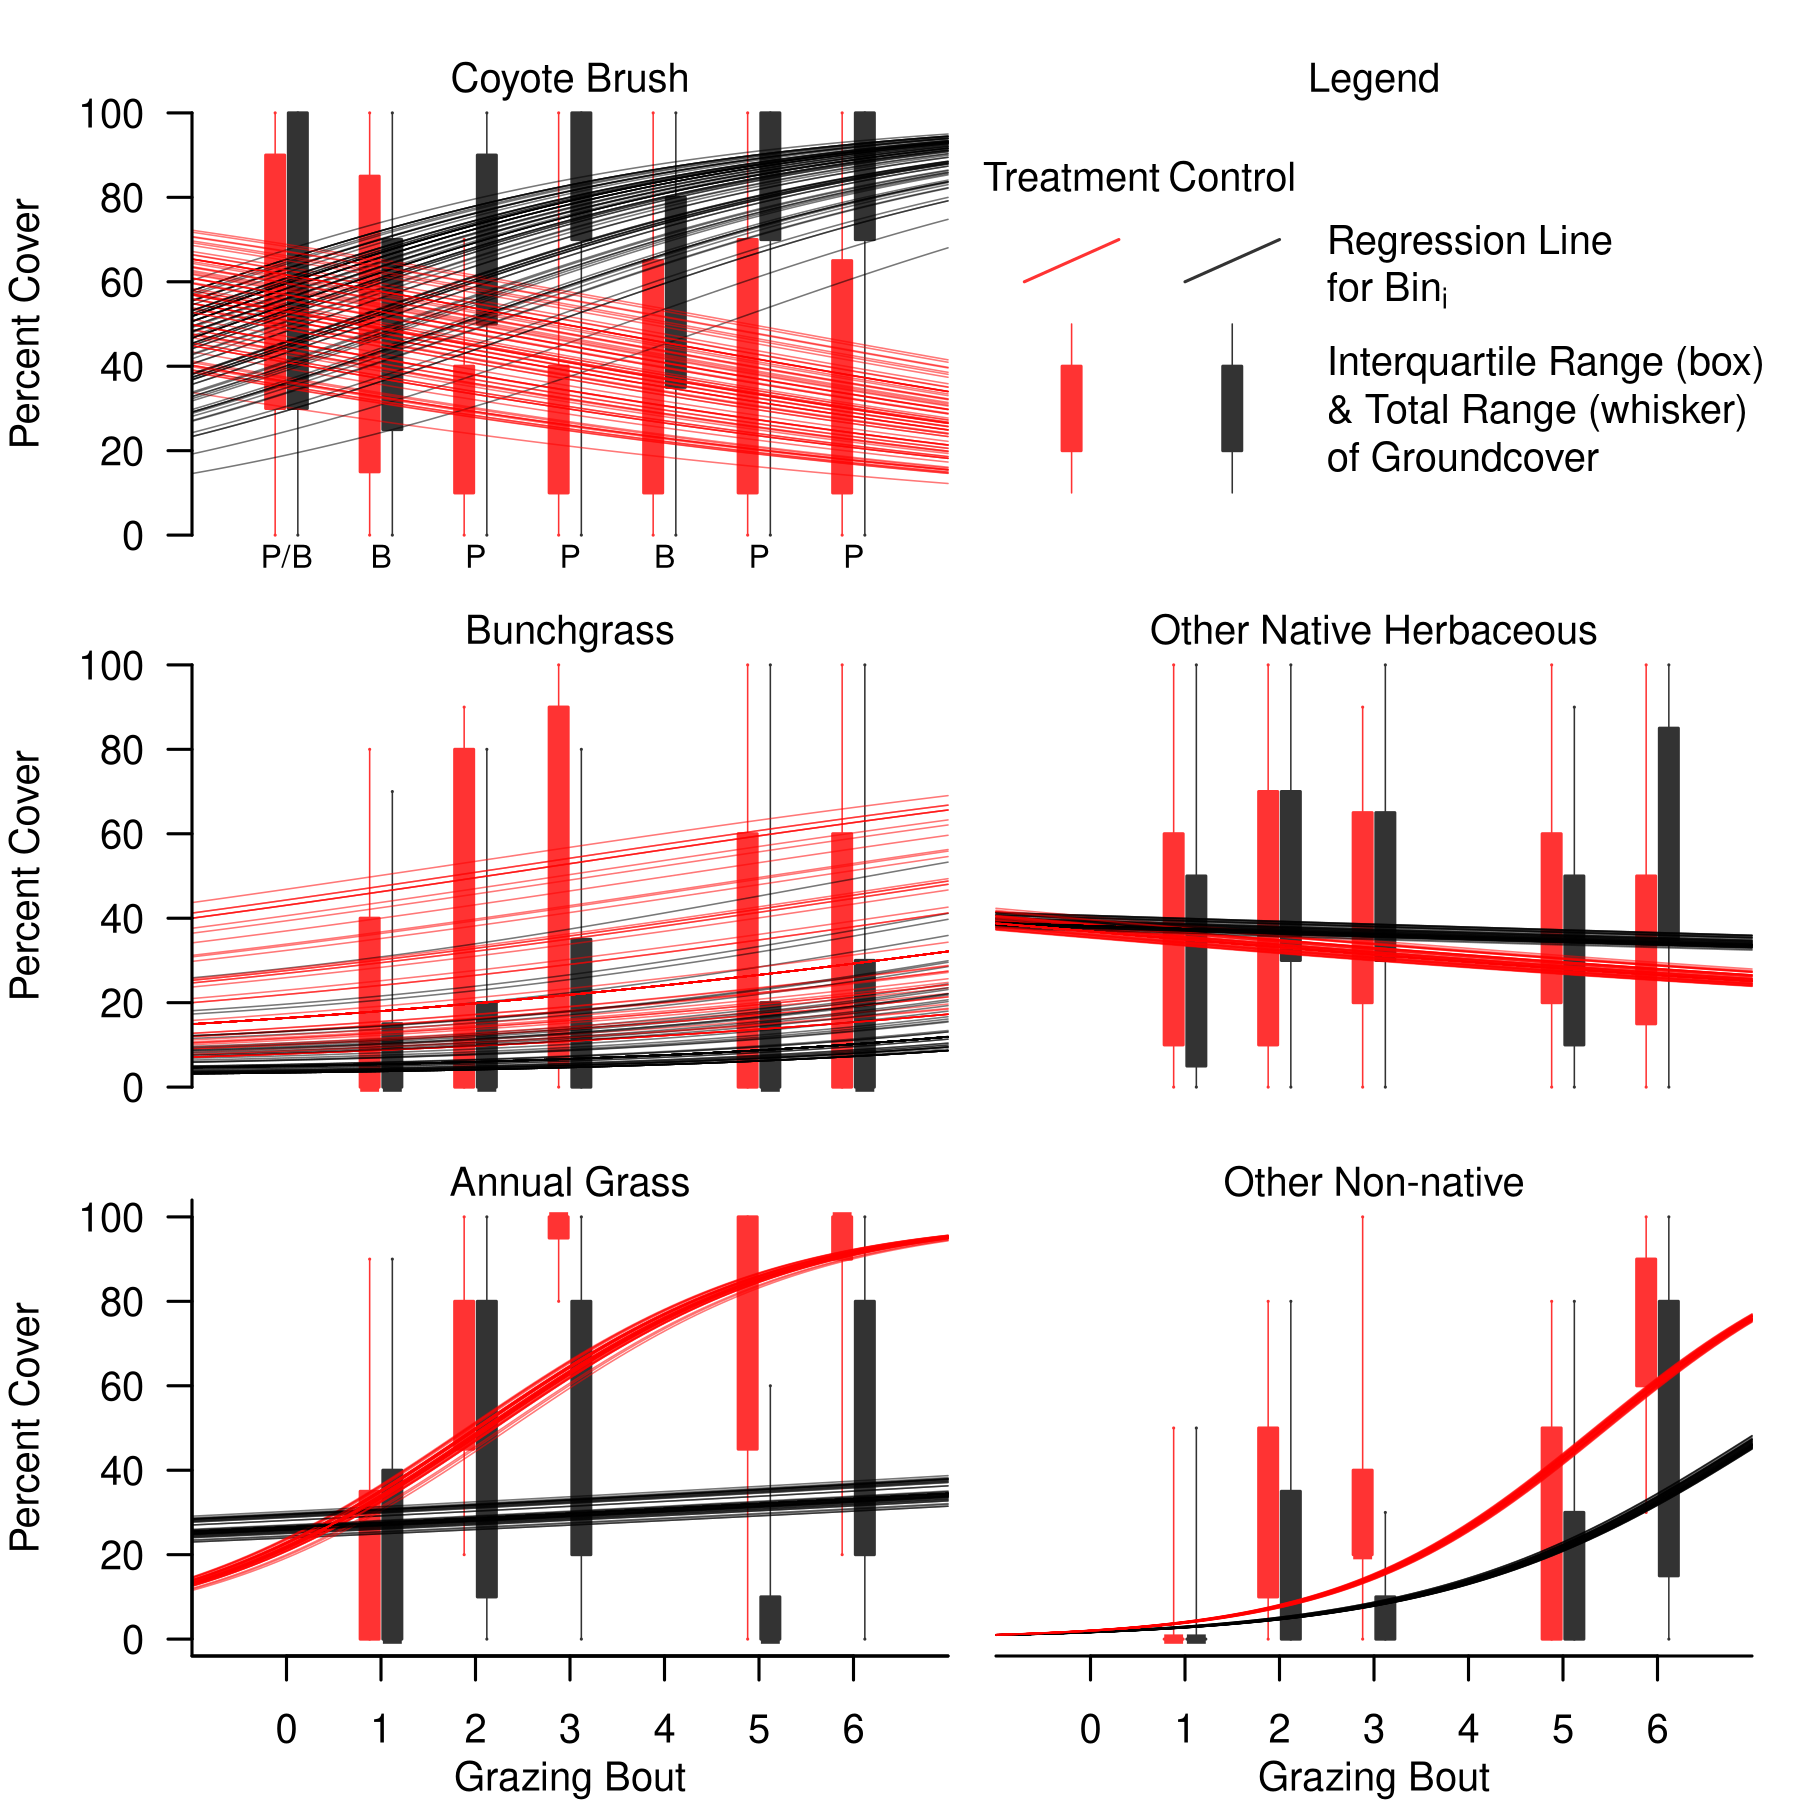 Coyote Brush
Legend
Percent Cover
100
80
60
40
20
0
P/B B P P B P P
Treatment Control
Regression Line
for Bini
Interquartile Range (box)
& Total Range (whisker)
of Groundcover
Bunchgrass
Other Native Herbaceous
Percent Cover
100
80
60
40
20
0
Annual Grass
Other Non-native
Percent Cover
100
80
60
40
20
0
0 1 2 3 4 5 6
Grazing Bout
0 1 2 3 4 5 6
Grazing Bout